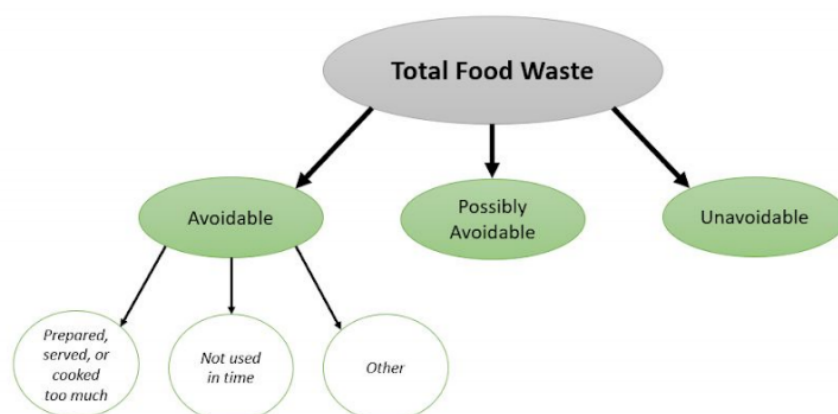 Total Food Waste
Avoidable
Possibly
Avoidable
Unavoidable
Prepared,
served, or
cooked
too much
Not used
in time
Other